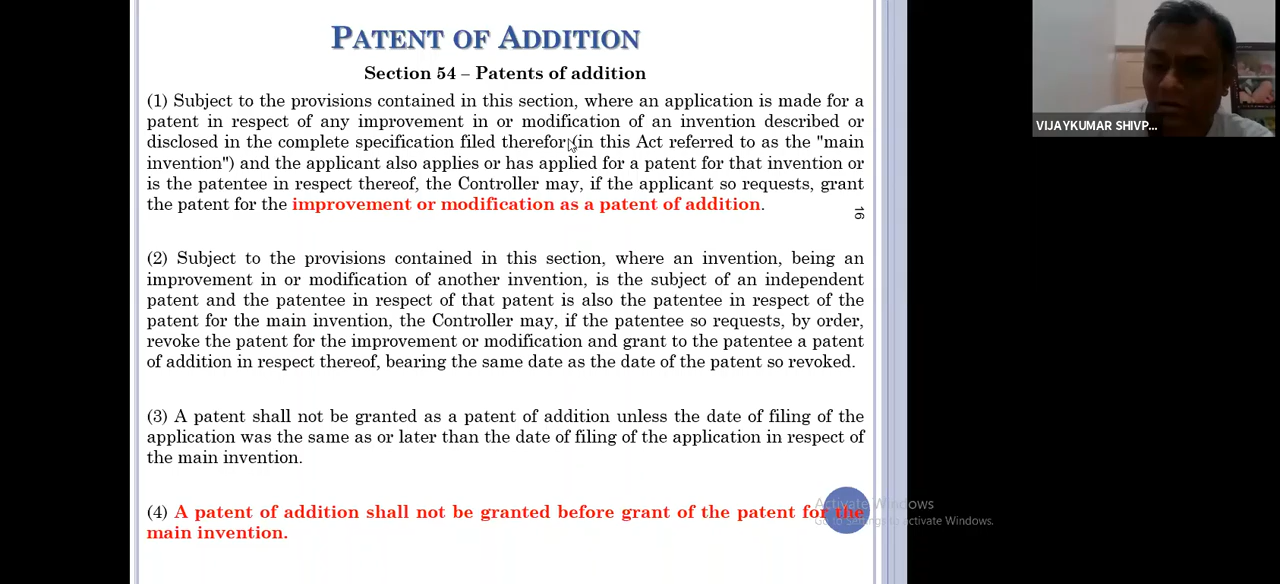 PATENT OF ADDITION
Section 54 – Patents of addition
(1) Subject to the provisions contained in this section, where an application is made for a
patent in respect of any improvement in or modification of an invention described or
disclosed in the complete specification filed therefor (in this Act referred to as the "main
invention") and the applicant also applies or has applied for a patent for that invention or
is the patentee in respect thereof, the Controller may, if the applicant so requests, grant
the patent for the improvement or modification as a patent of addition.
16
(2) Subject to the provisions contained in this section, where an invention, being an
improvement in or modification of another invention, is the subject of an independent
patent and the patentee in respect of that patent is also the patentee in respect of the
patent for the main invention, the Controller may, if the patentee so requests, by order,
revoke the patent for the improvement or modification and grant to the patentee a patent
of addition in respect thereof, bearing the same date as the date of the patent so revoked.
(3) A patent shall not be granted as a patent of addition unless the date of filing of the
application was the same as or later than the date of filing of the application in respect of
the main invention.
(4) A patent of addition shall not be granted before grant of the patent for the
main invention.
Activate Windows
Go to Settings to activate Windows.
VIJAYKUMAR SHIVP...